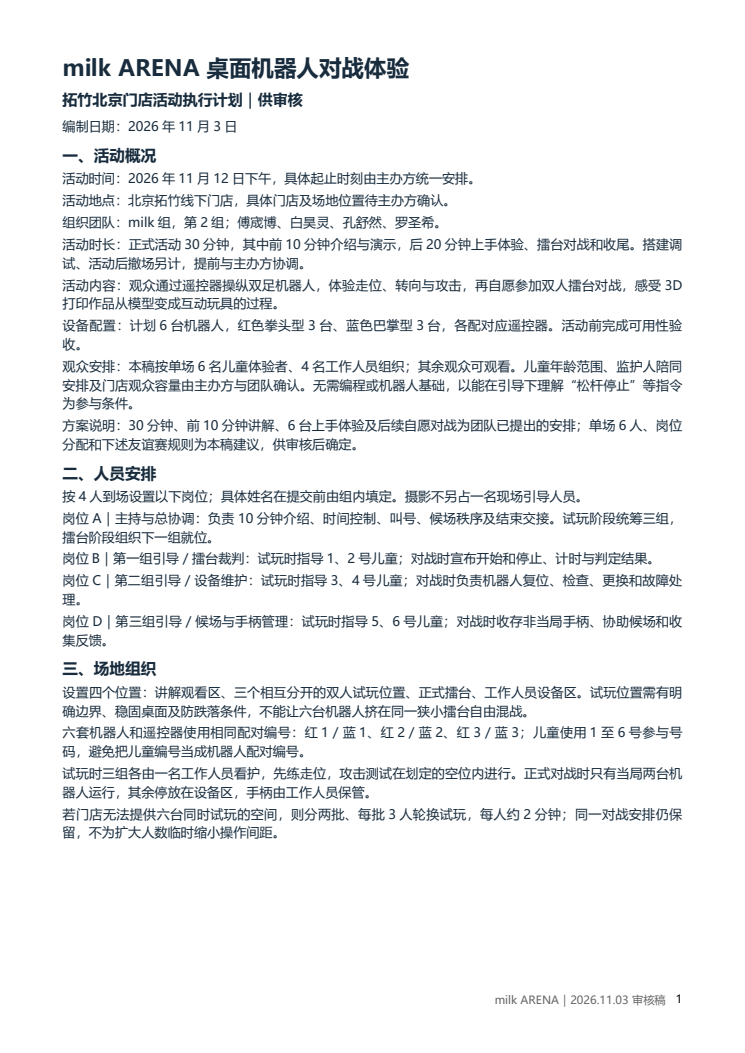 milk ARENA 桌面机器人对战体验
拓竹北京门店活动执行计划｜供审核
编制日期：2026 年 11 月 3 日
一、活动概况
活动时间：2026 年 11 月 12 日下午，具体起止时刻由主办方统一安排。
活动地点：北京拓竹线下门店，具体门店及场地位置待主办方确认。
组织团队：milk 组，第 2 组；傅宬博、白昊灵、孔舒然、罗圣希。
活动时长：正式活动 30 分钟，其中前 10 分钟介绍与演示，后 20 分钟上手体验、擂台对战和收尾。搭建调
试、活动后撤场另计，提前与主办方协调。
活动内容：观众通过遥控器操纵双足机器人，体验走位、转向与攻击，再自愿参加双人擂台对战，感受 3D
打印作品从模型变成互动玩具的过程。
设备配置：计划 6 台机器人，红色拳头型 3 台、蓝色巴掌型 3 台，各配对应遥控器。活动前完成可用性验
收。
观众安排：本稿按单场 6 名儿童体验者、4 名工作人员组织；其余观众可观看。儿童年龄范围、监护人陪同
安排及门店观众容量由主办方与团队确认。无需编程或机器人基础，以能在引导下理解“松杆停止”等指令
为参与条件。
方案说明：30 分钟、前 10 分钟讲解、6 台上手体验及后续自愿对战为团队已提出的安排；单场 6 人、岗位
分配和下述友谊赛规则为本稿建议，供审核后确定。
二、人员安排
按 4 人到场设置以下岗位；具体姓名在提交前由组内填定。摄影不另占一名现场引导人员。
岗位 A｜主持与总协调：负责 10 分钟介绍、时间控制、叫号、候场秩序及结束交接。试玩阶段统筹三组，
擂台阶段组织下一组就位。
岗位 B｜第一组引导 / 擂台裁判：试玩时指导 1、2 号儿童；对战时宣布开始和停止、计时与判定结果。
岗位 C｜第二组引导 / 设备维护：试玩时指导 3、4 号儿童；对战时负责机器人复位、检查、更换和故障处
理。
岗位 D｜第三组引导 / 候场与手柄管理：试玩时指导 5、6 号儿童；对战时收存非当局手柄、协助候场和收
集反馈。
三、场地组织
设置四个位置：讲解观看区、三个相互分开的双人试玩位置、正式擂台、工作人员设备区。试玩位置需有明
确边界、稳固桌面及防跌落条件，不能让六台机器人挤在同一狭小擂台自由混战。
六套机器人和遥控器使用相同配对编号：红 1 / 蓝 1、红 2 / 蓝 2、红 3 / 蓝 3；儿童使用 1 至 6 号参与号
码，避免把儿童编号当成机器人配对编号。
试玩时三组各由一名工作人员看护，先练走位，攻击测试在划定的空位内进行。正式对战时只有当局两台机
器人运行，其余停放在设备区，手柄由工作人员保管。
若门店无法提供六台同时试玩的空间，则分两批、每批 3 人轮换试玩，每人约 2 分钟；同一对战安排仍保
留，不为扩大人数临时缩小操作间距。
milk ARENA｜2026.11.03 审核稿 1